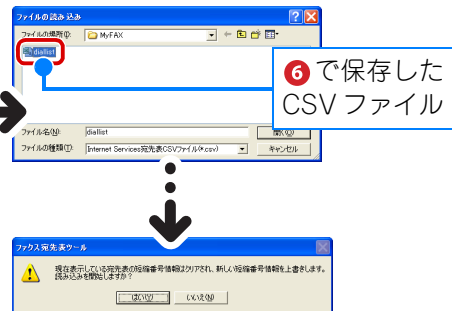 ファイルの読み込み
ファイルの場所(I):
MyFAX
diallist
❻で保存した
CSVファイル
ファイル名(N):
diallist
開く(O)
ファイルの種類(T):
Internet Services宛先表CSVファイル(*.csv)
キャンセル
ファクス宛先表ツール
現在表示している宛先表の短縮番号情報はクリアされ、新しい短縮番号情報を上書きします。
読み込みを開始しますか?
はい(Y)
いいえ(N)